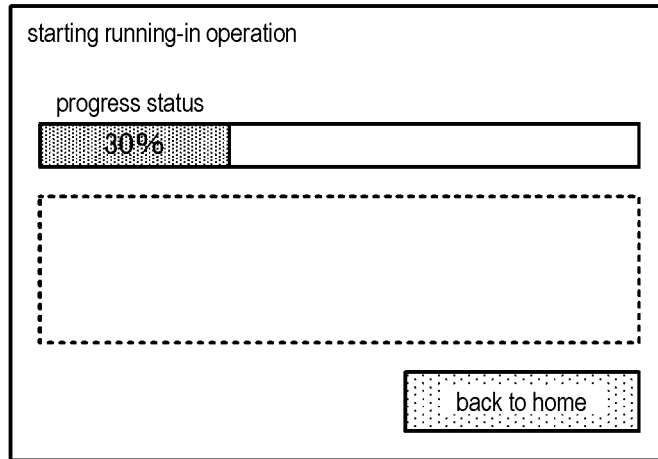 starting running-in operation
progress status
30%
back to home